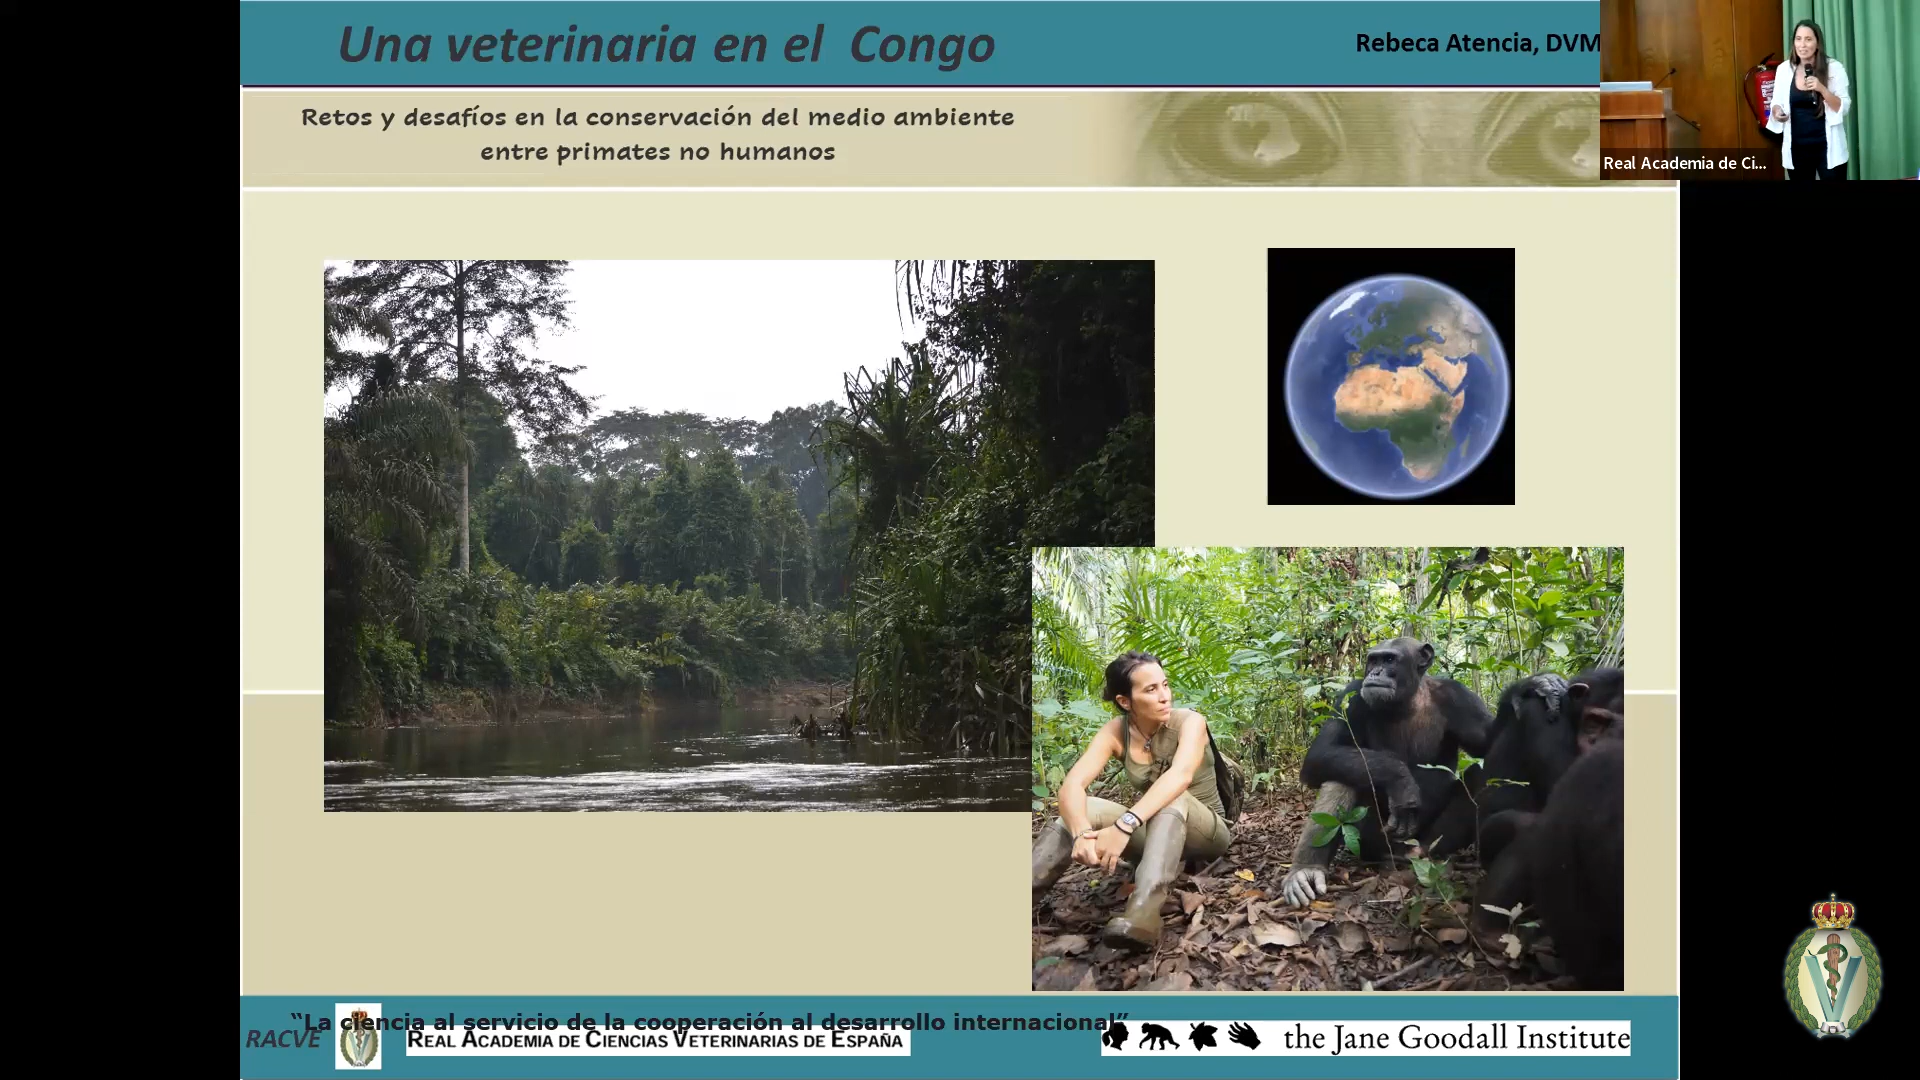 Una veterinaria en el Congo
Rebeca Atencia, DVM
Retos y desafíos en la conservación del medio ambiente
entre primates no humanos
Real Academia de Ci...
“La ciencia al servicio de la cooperación al desarrollo internacional”
RACVE
REAL ACADEMIA DE CIENCIAS VETERINARIAS DE ESPAÑA
the Jane Goodall Institute